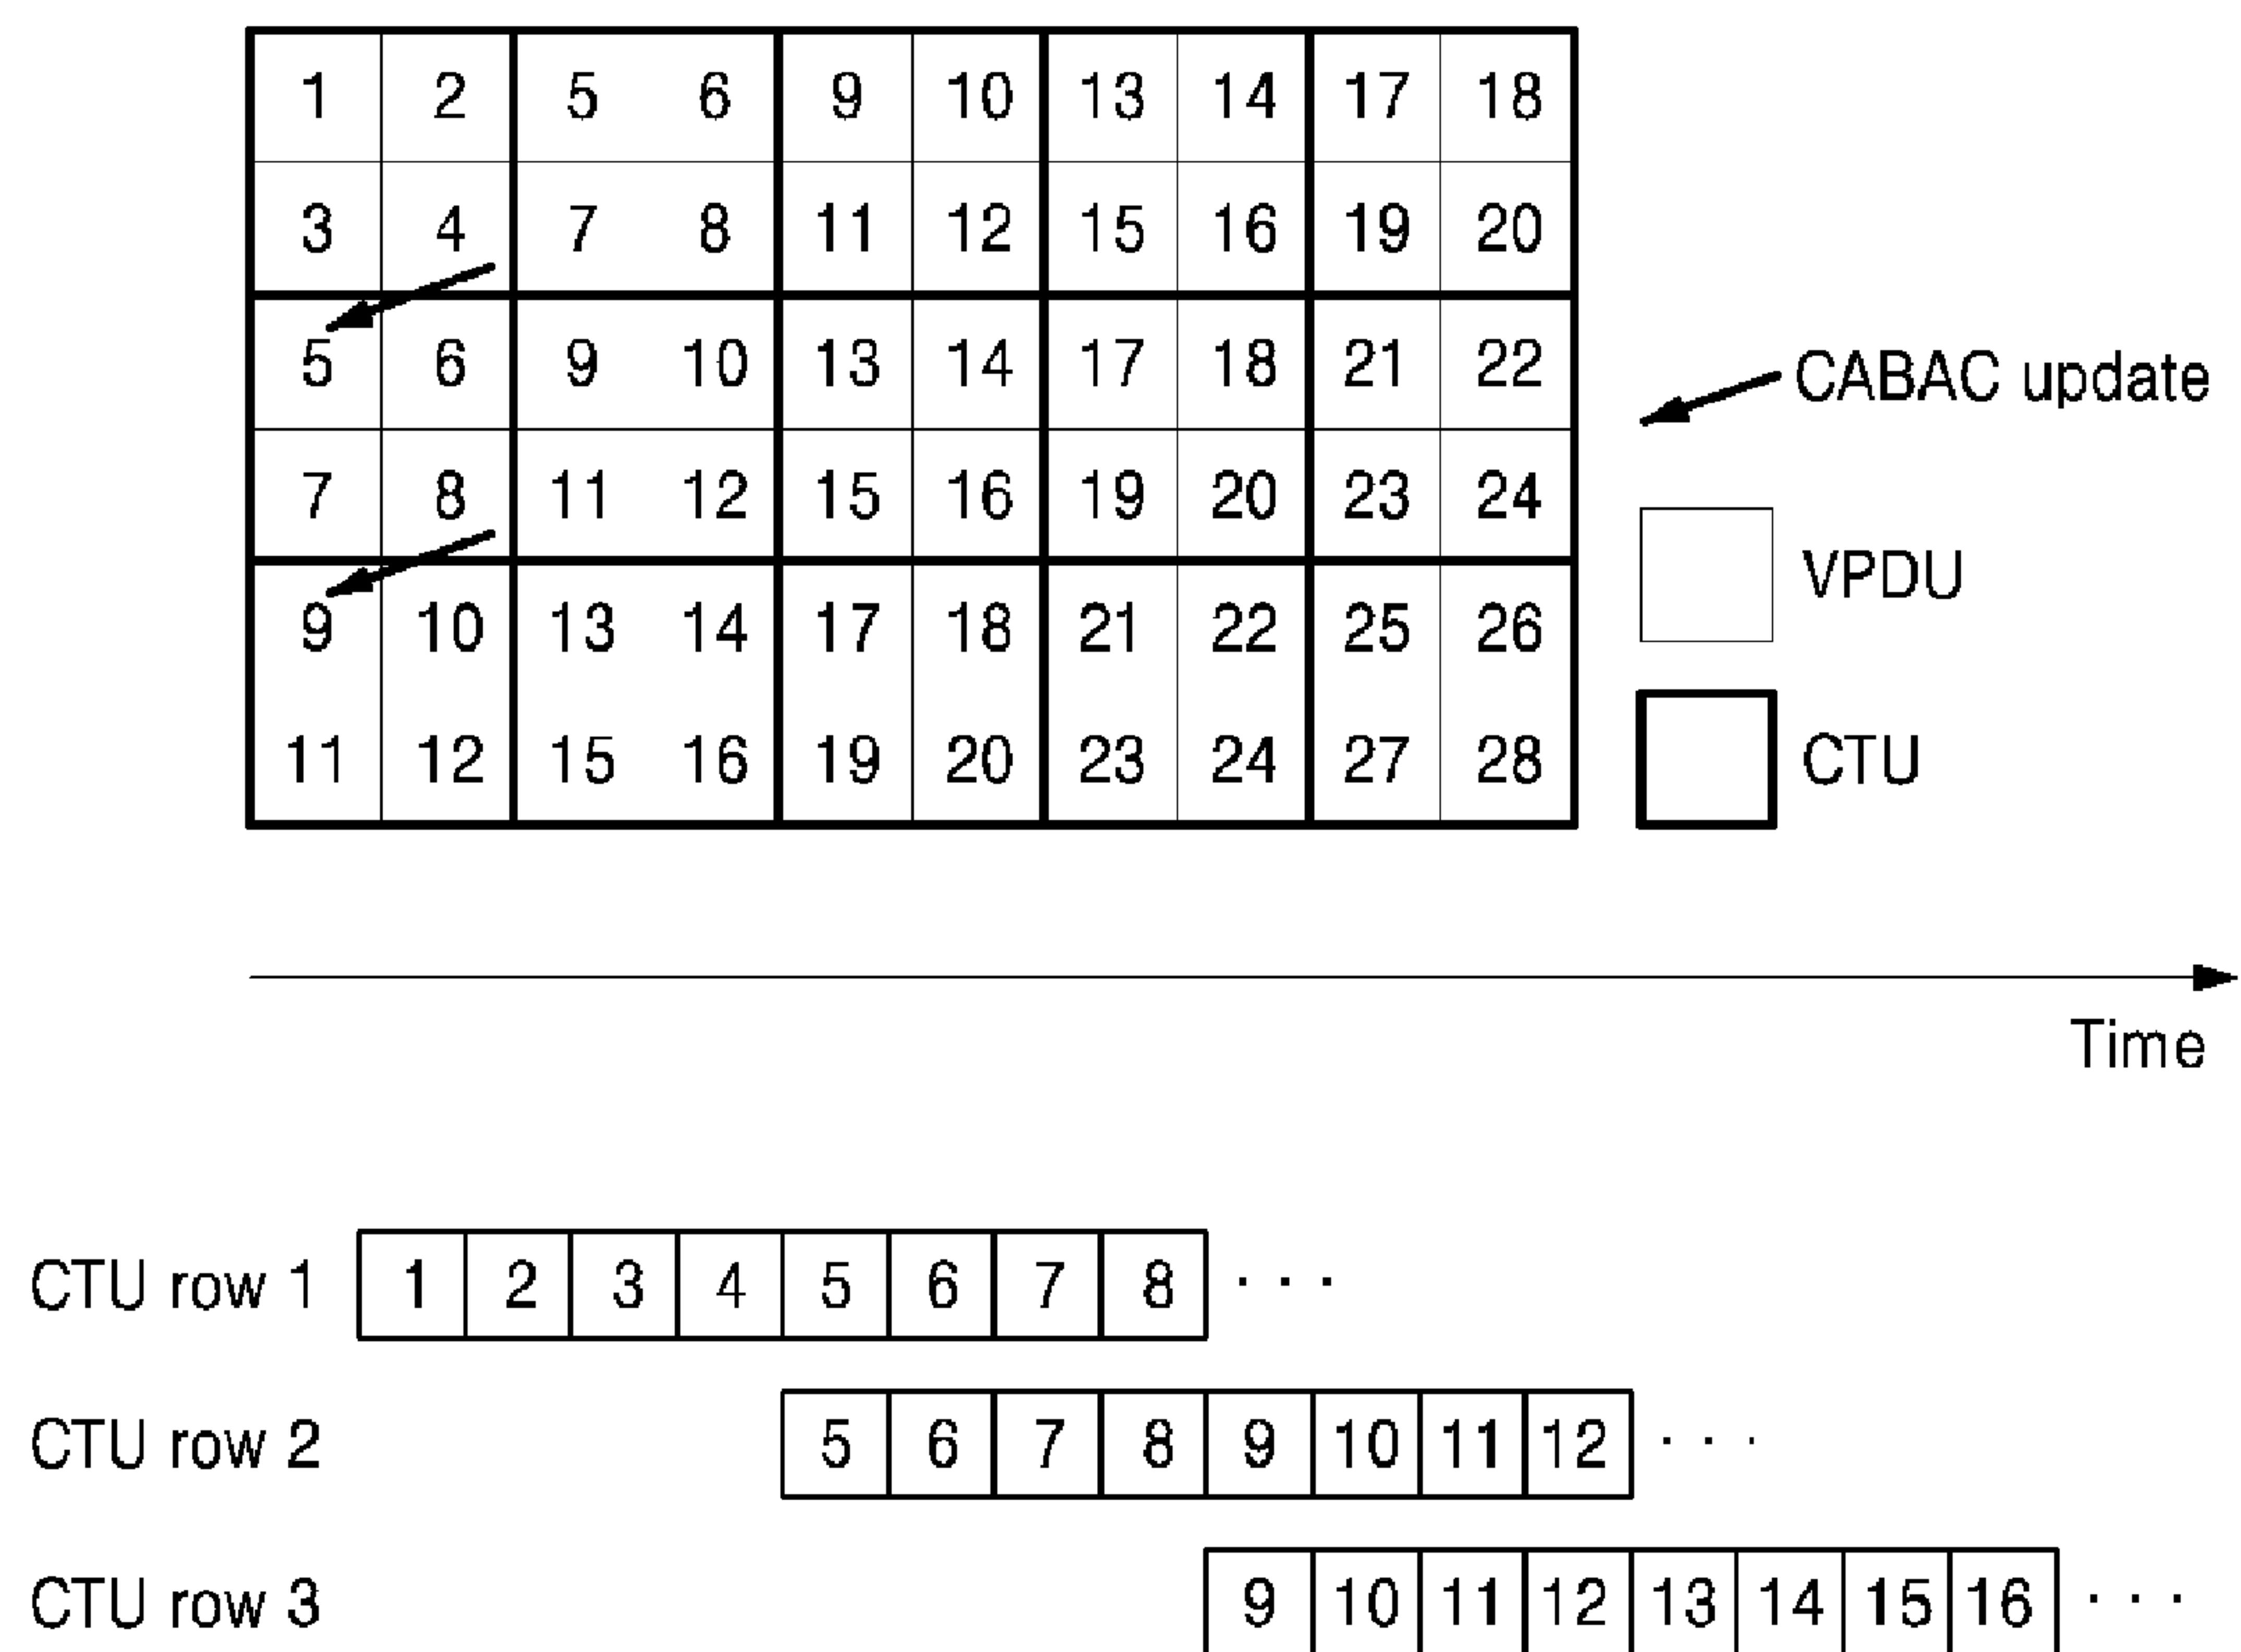 1 2 5 6 9 10 13 14 17 18
3 4 7 8 11 12 15 16 19 20
5 6 9 10 13 14 17 18 21 22
CABAC update
7 8 11 12 15 16 19 20 23 24
VPDU
9 10 13 14 17 18 21 22 25 26
11 12 15 16 19 20 23 24 27 28
CTU
Time
CTU row 1 1 2 3 4 5 6 7 8 . . .
CTU row 2 5 6 7 8 9 10 11 12 . . .
CTU row 3 9 10 11 12 13 14 15 16 . . .